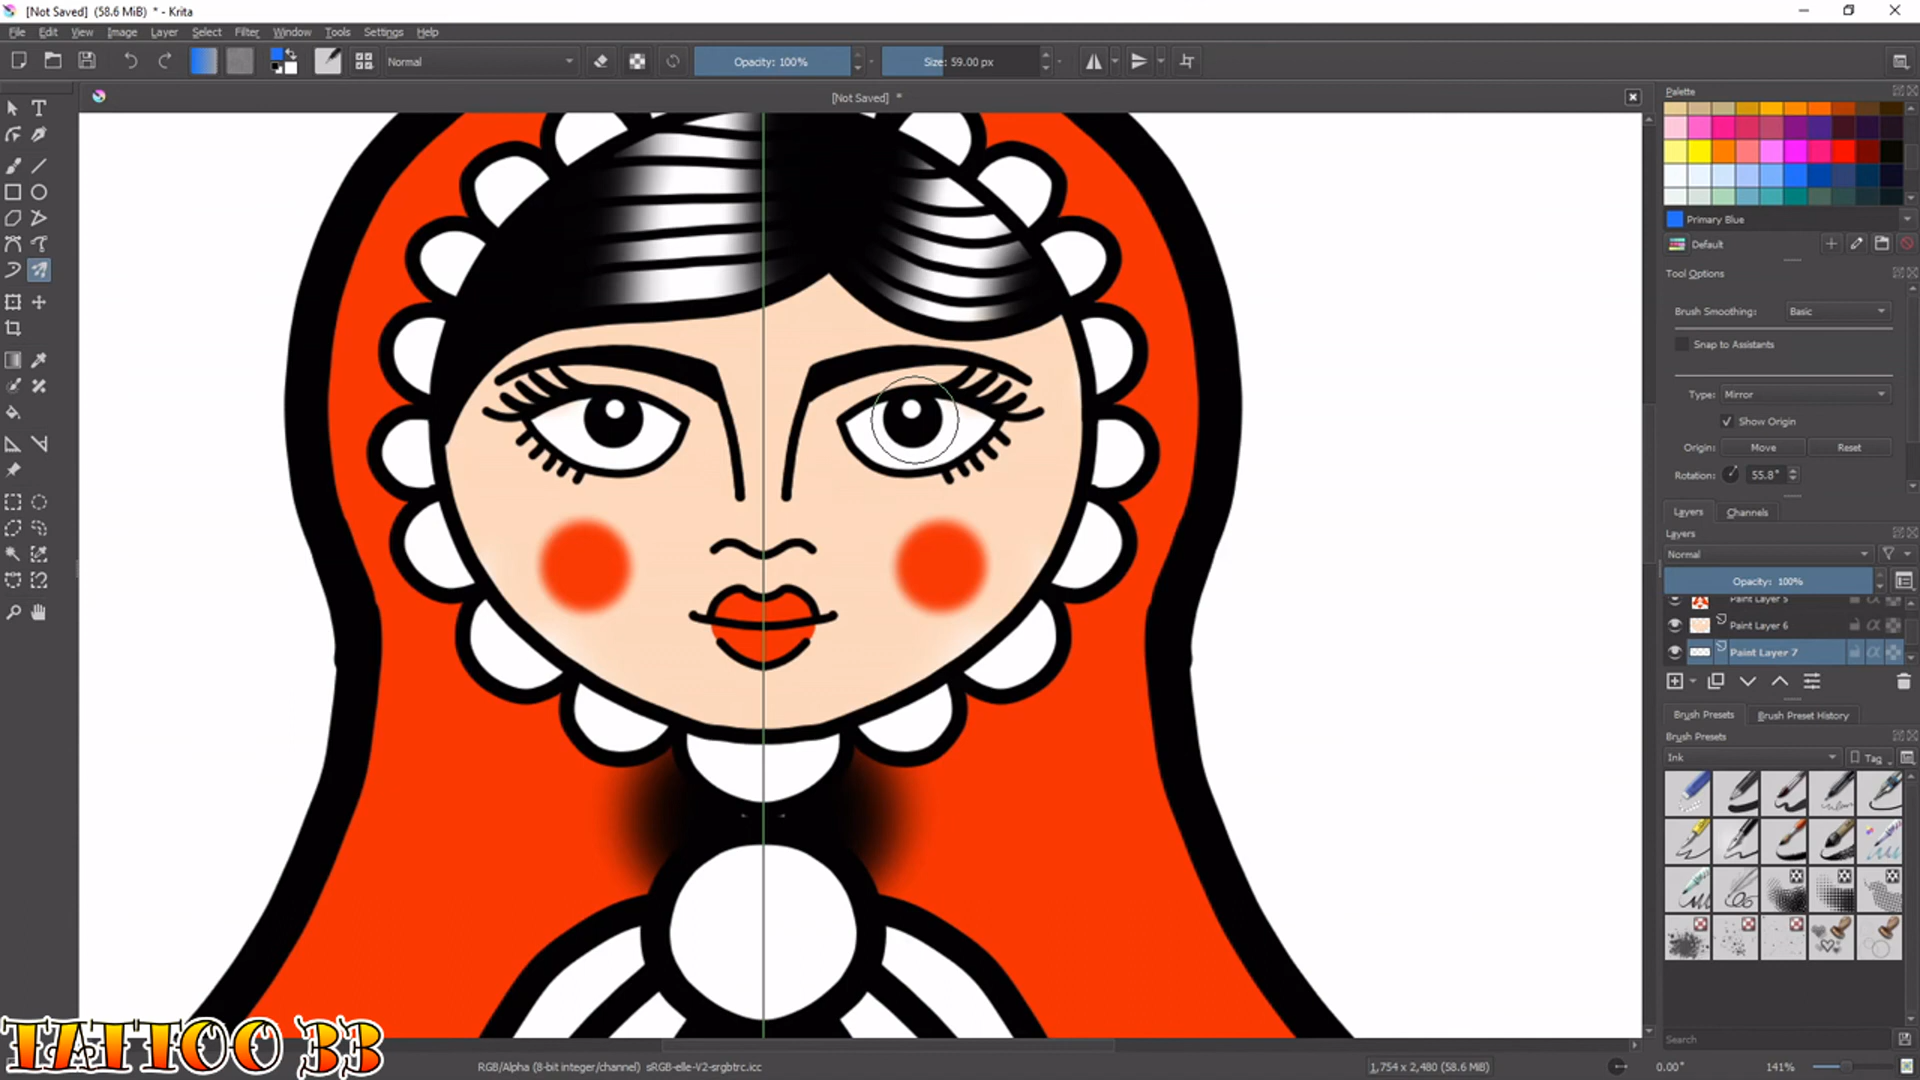 [Not Saved] (58.6 MiB) * - Krita
File Edit View Image Layer Select Filter Tools Settings Window Help
Normal
Opacity: 100%
Size: 59.00 px
[Not Saved] *
Palette
Primary Blue
Default
Tool Options
Brush Smoothing: Basic
Snap to Assistants
Type: Mirror
Show Origin
Origin: Move Reset
Rotation: 55.8°
Layers Channels
Layers
Normal
Opacity: 100%
Paint Layer 5
Paint Layer 6
Paint Layer 7
Brush Presets Brush Preset History
Brush Presets
Ink
Tag
Search
TATTOO BB
RGB/Alpha (8-bit integer/channel) sRGB-elle-V2-srgbtrc.icc
1,754 x 2,480 (58.6 MiB)
0.00°
141%